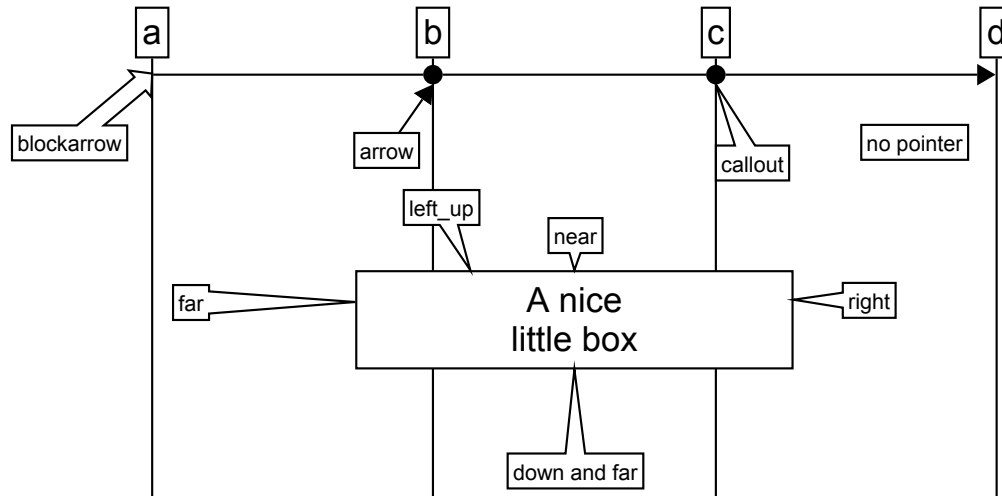 a
b
c
d
blockarrow
arrow
callout
no pointer
left_up
near
far
A nice
little box
right
down and far